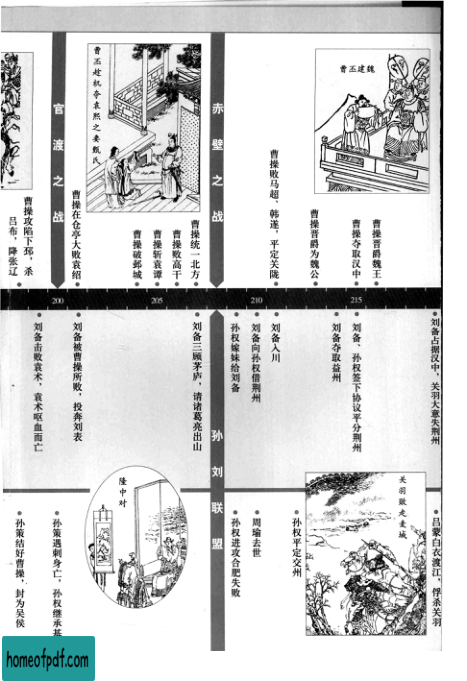 官渡之战
赤壁之战
曹丕趁机夺袁熙之妻甄氏
曹丕建魏
曹操攻陷下邳，杀
吕布，降张辽
曹操在仓亭大败袁绍
曹操破邺城
曹操斩袁谭
曹操败高干
曹操统一北方
曹操败马超、韩遂，平定关陇
曹操晋爵为魏公
曹操夺取汉中
曹操晋爵魏王
200
205
210
215
刘备击败袁术，袁术呕血而亡
刘备被曹操所败，投奔刘表
刘备三顾茅庐，请诸葛亮出山
孙权嫁妹给刘备
刘备向孙权借荆州
刘备入川
刘备夺取益州
刘备、孙权签下协议平分荆州
刘备占据汉中，关羽大意失荆州
孙刘联盟
隆中对
关羽败走麦城
孙策结好曹操，封为吴侯
孙策遇刺身亡，孙权继承基
孙权进攻合肥失败
周瑜去世
孙权平定交州
吕蒙白衣渡江，俘杀关羽
homeofpdf.com